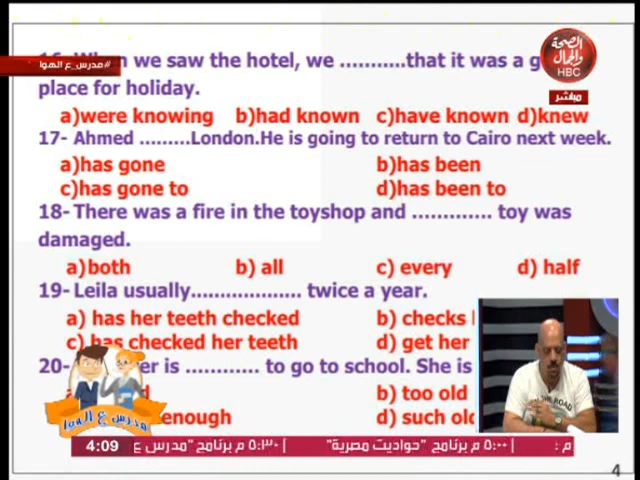 16- When we saw the hotel, we ...........that it was a g
#مدرس_ع الهوا
الصحة والجمال
HBC
مباشر
place for holiday.
a)were knowing b)had known c)have known d)knew
17- Ahmed .........London.He is going to return to Cairo next week.
a)has gone b)has been
c)has gone to d)has been to
18- There was a fire in the toyshop and ............. toy was
damaged.
a)both b) all c) every d) half
19- Leila usually................... twice a year.
a) has her teeth checked b) checks
c) has checked her teeth d) get her
20- er is ............ to go to school. She is
b) too old
enough d) such old
مدرس ع الهوا
4:09 ٥:٣٠ م برنامج "مدرس ع ٥:٠٠ م برنامج "حواديت مصرية" م :
4